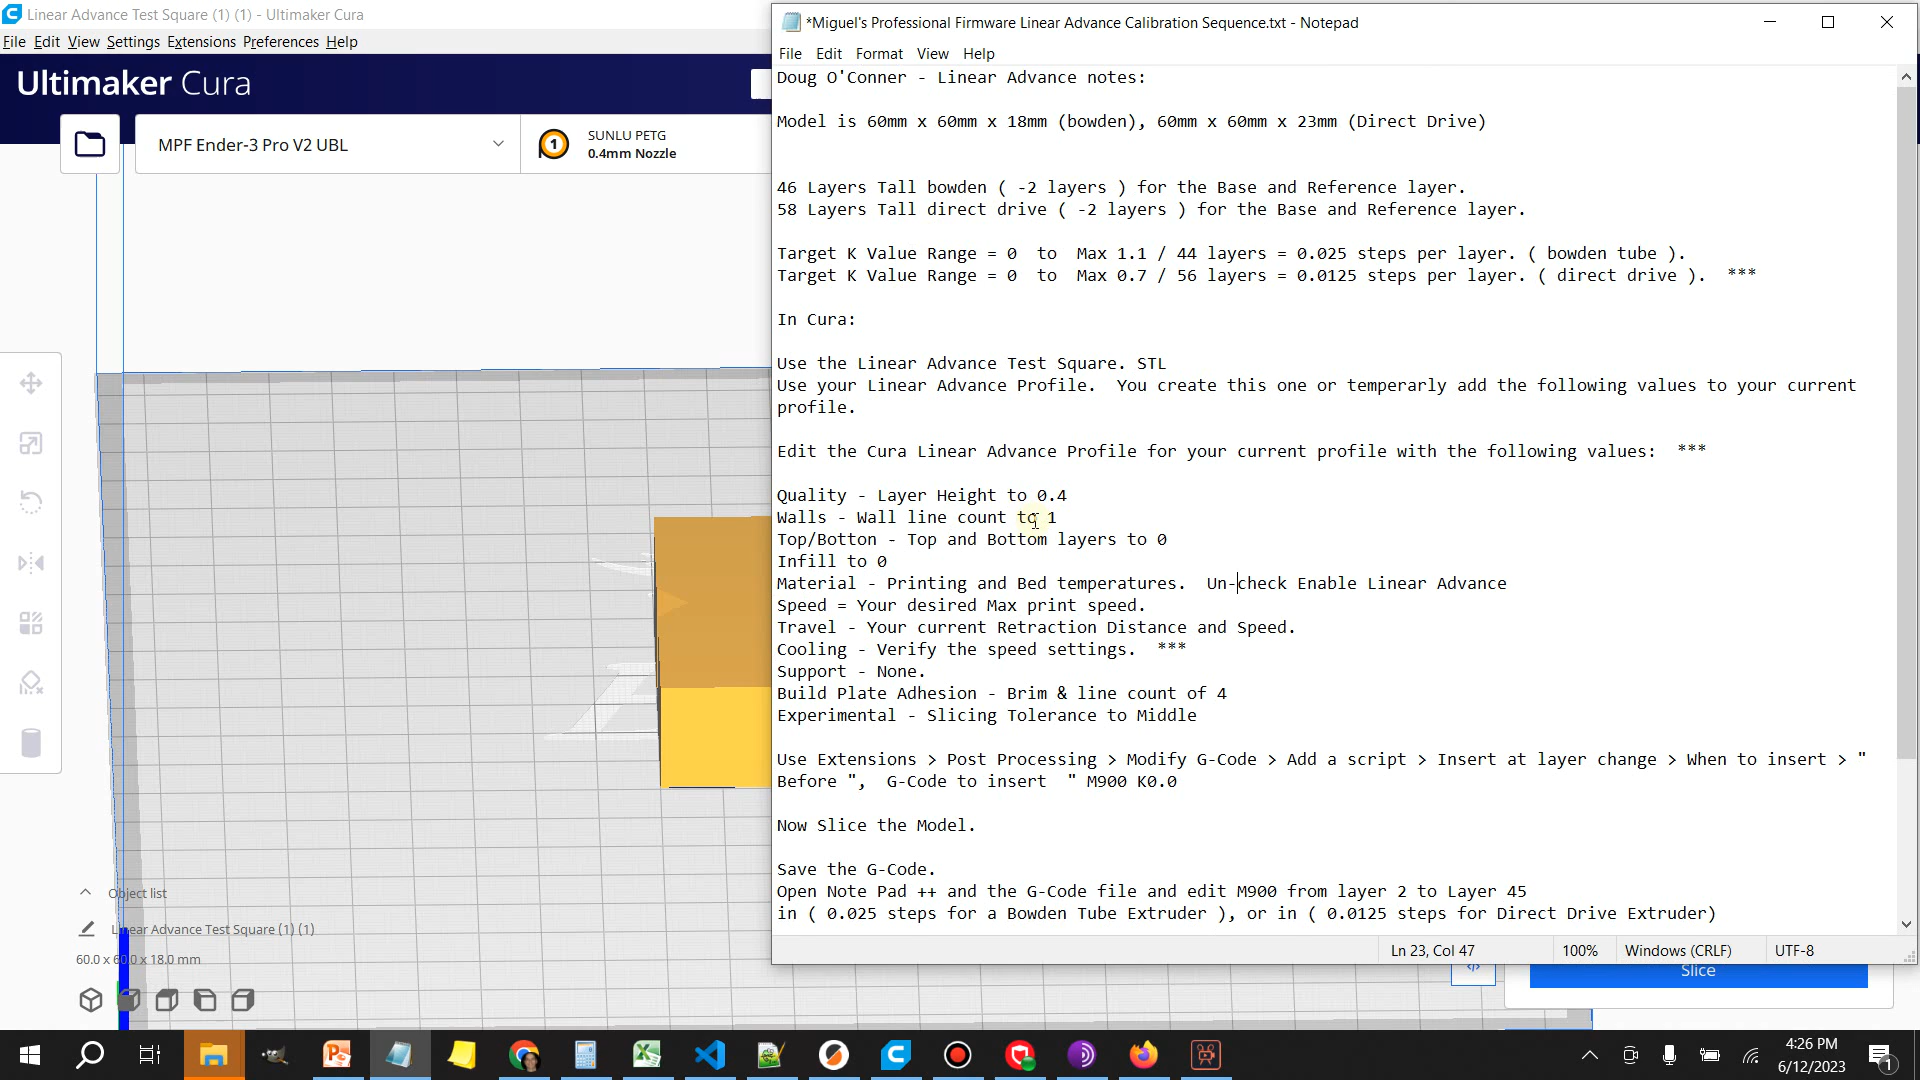 Linear Advance Test Square (1) (1) - Ultimaker Cura
File Edit View Settings Extensions Preferences Help
Ultimaker Cura
MPF Ender-3 Pro V2 UBL
1
SUNLU PETG
0.4mm Nozzle
*Miguel's Professional Firmware Linear Advance Calibration Sequence.txt - Notepad
File Edit Format View Help
Doug O'Conner - Linear Advance notes:
Model is 60mm x 60mm x 18mm (bowden), 60mm x 60mm x 23mm (Direct Drive)
46 Layers Tall bowden ( -2 layers ) for the Base and Reference layer.
58 Layers Tall direct drive ( -2 layers ) for the Base and Reference layer.
Target K Value Range = 0  to  Max 1.1 / 44 layers = 0.025 steps per layer. ( bowden tube ).
Target K Value Range = 0  to  Max 0.7 / 56 layers = 0.0125 steps per layer. ( direct drive ).  ***
In Cura:
Use the Linear Advance Test Square. STL
Use your Linear Advance Profile.  You create this one or temperarly add the following values to your current
profile.
Edit the Cura Linear Advance Profile for your current profile with the following values:  ***
Quality - Layer Height to 0.4
Walls - Wall line count to 1
Top/Botton - Top and Bottom layers to 0
Infill to 0
Material - Printing and Bed temperatures.  Un-check Enable Linear Advance
Speed = Your desired Max print speed.
Travel - Your current Retraction Distance and Speed.
Cooling - Verify the speed settings.  ***
Support - None.
Build Plate Adhesion - Brim & line count of 4
Experimental - Slicing Tolerance to Middle
Use Extensions > Post Processing > Modify G-Code > Add a script > Insert at layer change > When to insert > "
Before ",  G-Code to insert  " M900 K0.0
Now Slice the Model.
Save the G-Code.
Open Note Pad ++ and the G-Code file and edit M900 from layer 2 to Layer 45
in ( 0.025 steps for a Bowden Tube Extruder ), or in ( 0.0125 steps for Direct Drive Extruder)
Ln 23, Col 47
100%
Windows (CRLF)
UTF-8
Object list
Linear Advance Test Square (1) (1)
60.0 x 60.0 x 18.0 mm
Slice
4:26 PM
6/12/2023
1